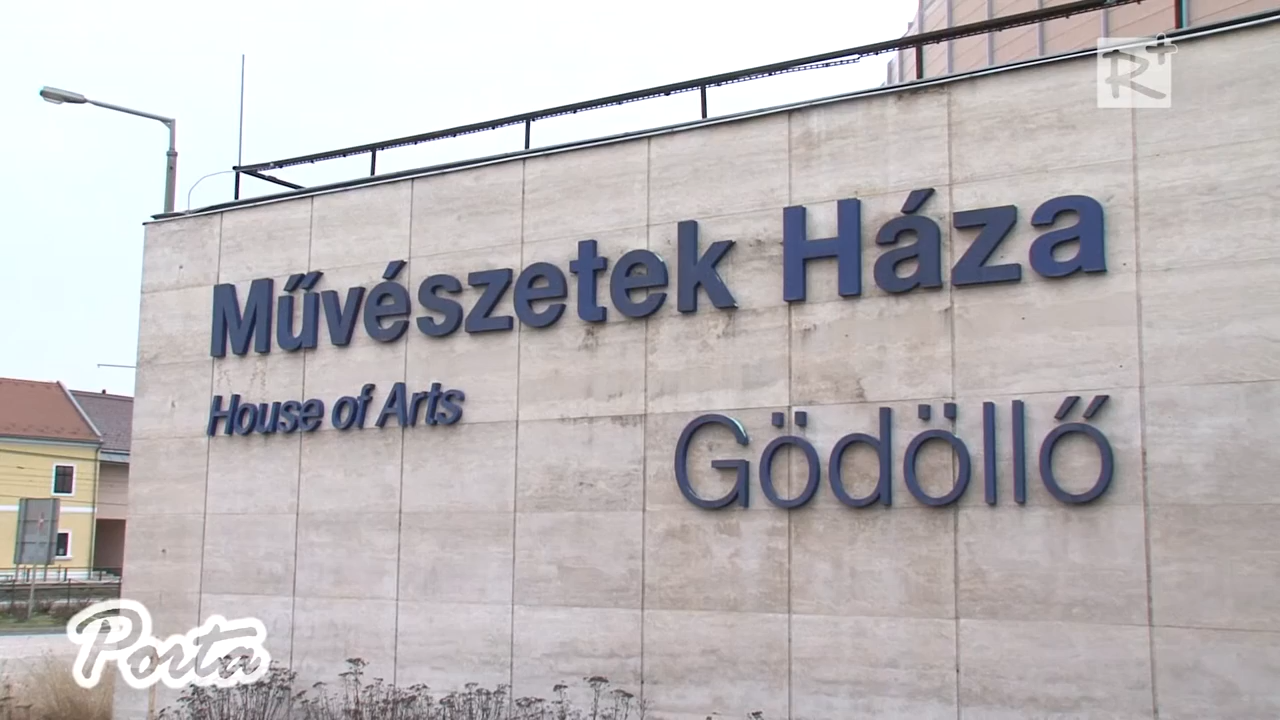 R+
Művészetek Háza
House of Arts
Gödöllő
Porta